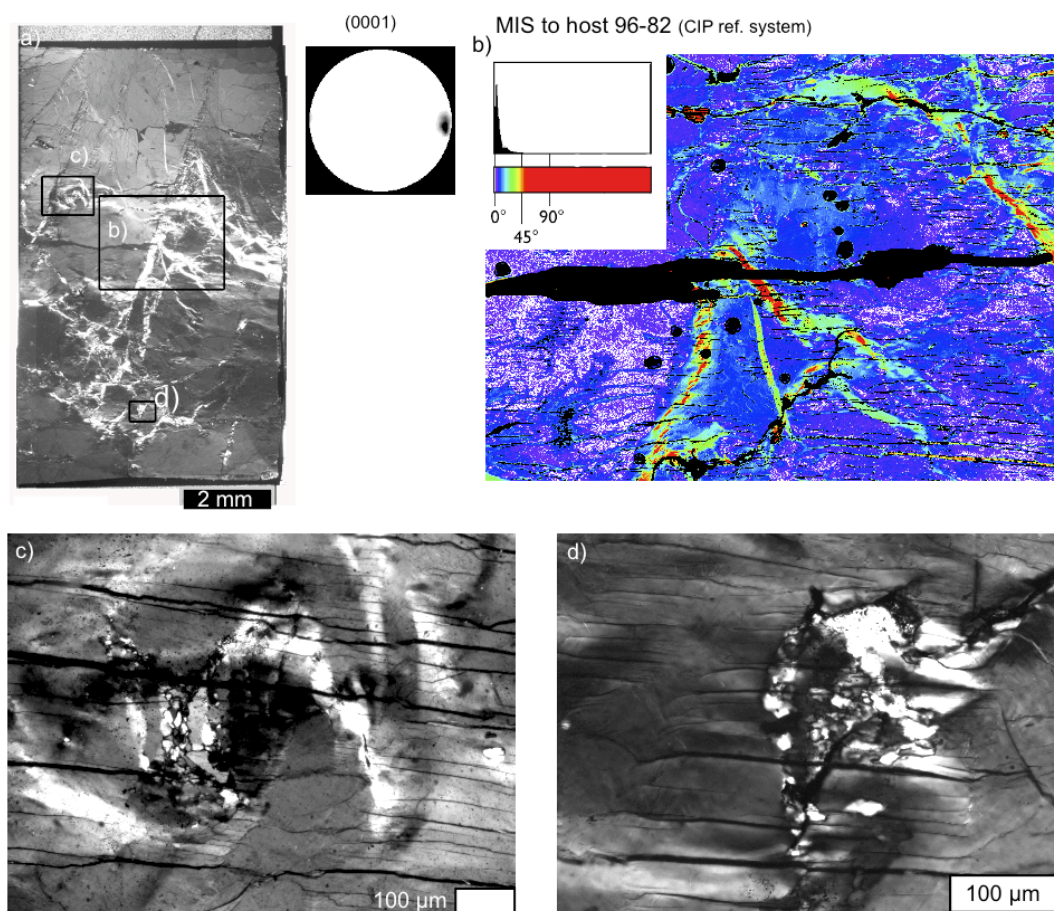 (0001)
MIS to host 96-82 (CIP ref. system)
a)
b)
c)
b)
d)
0°
90°
45°
2 mm
c)
d)
100 µm
100 µm